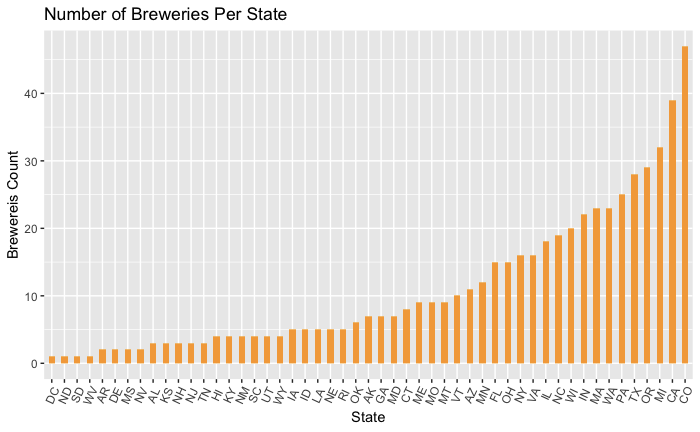 Number of Breweries Per State
Brewereis Count
40
30
20
10
0
DC ND SD WV AR DE MS NV AL KS NH NJ TN HI KY NM SC UT WY IA ID LA NE RI OK AK GA MD CT ME MO MT VT AZ MN FL OH NY VA IL NC WI IN MA WA PA TX OR MI CA CO
State